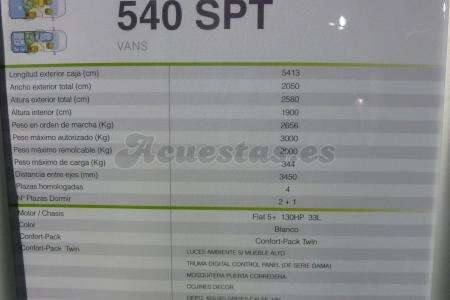 540 SPT
VANS
Longitud exterior caja (cm) 5413
Ancho exterior total (cm) 2050
Altura exterior total (cm) 2580
Altura interior (cm) 1900
Peso en orden de marcha (Kg) 2656
Peso máximo autorizado (Kg) 3000
Peso máximo remolcable (Kg) 2000
Peso máximo de carga (Kg) 344
Distancia entre ejes (mm) 3450
Plazas homologadas 4
Nº Plazas Dormir 2 + 1
Acuestas.es
Motor / Chasis Fiat 5+ 130HP 33L
Color Blanco
Confort-Pack Confort-Pack Twin
Confort-Pack Twin LUCES AMBIENTE S/ MUEBLE ALTO
TRUMA DIGITAL CONTROL PANEL (DE SERIE GAMA)
MOSQUITERA PUERTA CORREDERA
COJINES DECOR